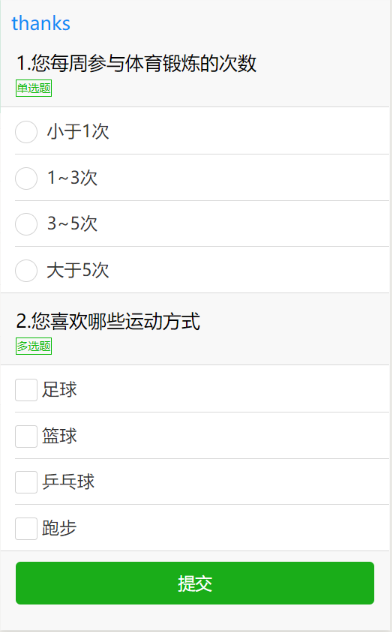 thanks
1.您每周参与体育锻炼的次数
单选题
小于1次
1~3次
3~5次
大于5次
2.您喜欢哪些运动方式
多选题
足球
篮球
乒乓球
跑步
提交